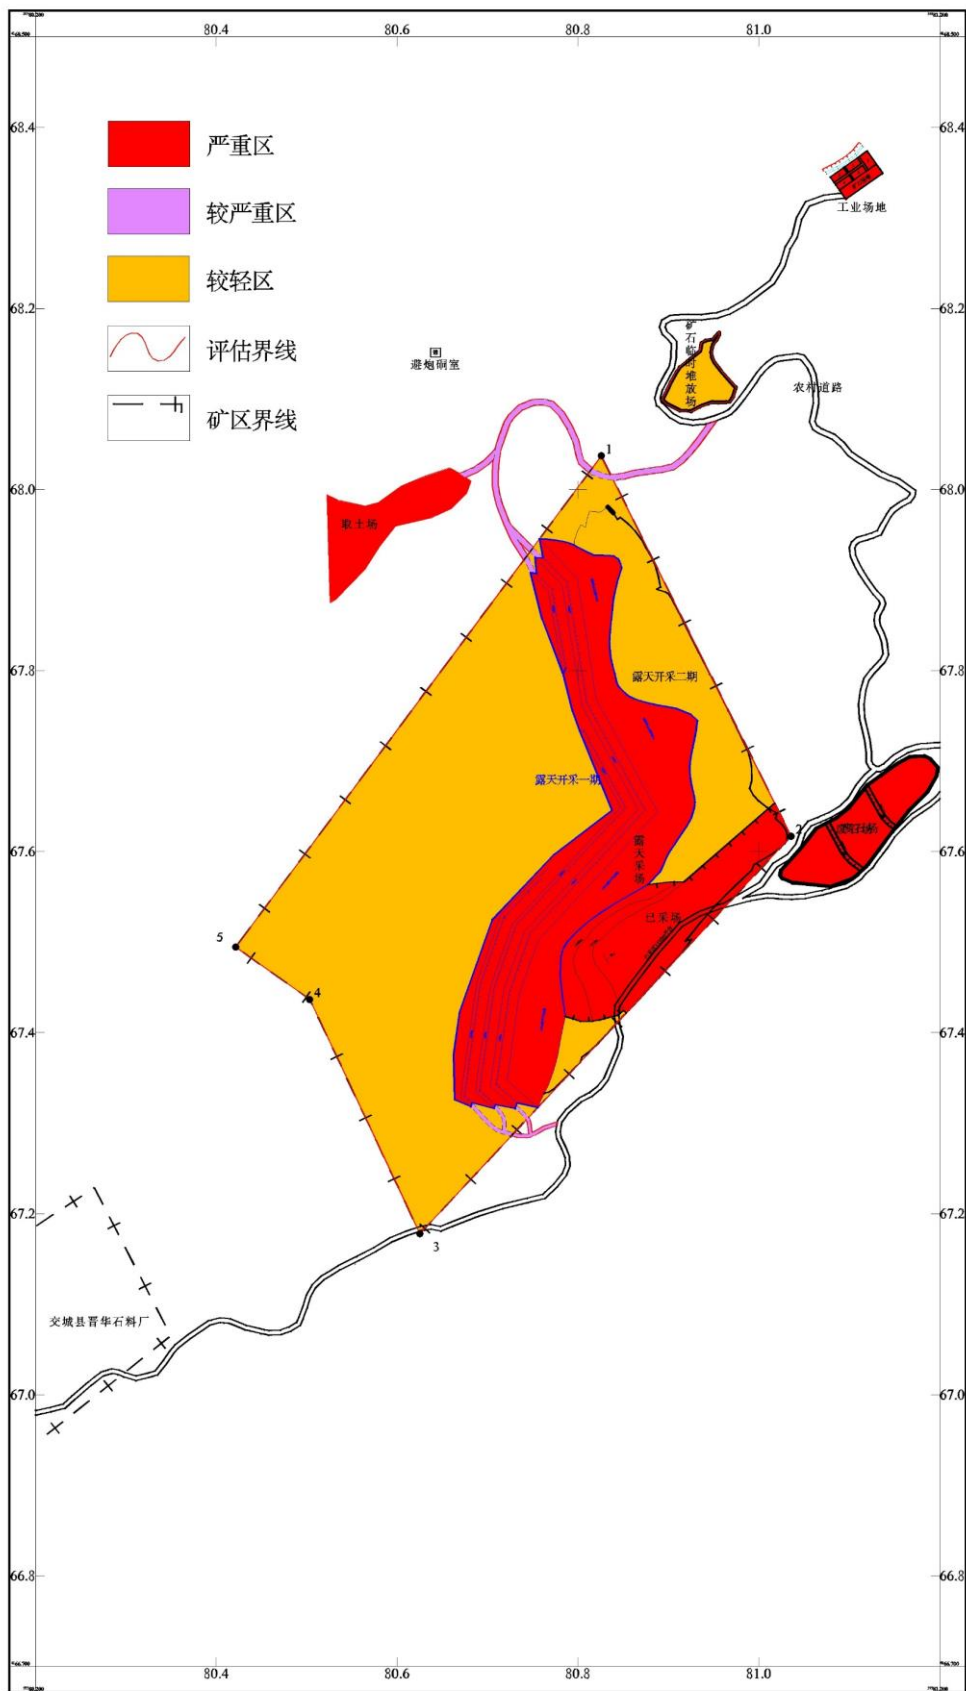 80.4
80.6
80.8
81.0
68.4
68.4
严重区
较严重区
较轻区
评估界线
矿区界线
工业场地
68.2
68.2
矿石临时堆放场
避炮硐室
农村道路
1
68.0
68.0
取土场
67.8
67.8
露天开采二期
露天开采一期
2
露天采场
67.6
67.6
已采场
5
4
67.4
67.4
67.2
67.2
3
交城县晋华石料厂
67.0
67.0
66.8
66.8
80.4
80.6
80.8
81.0